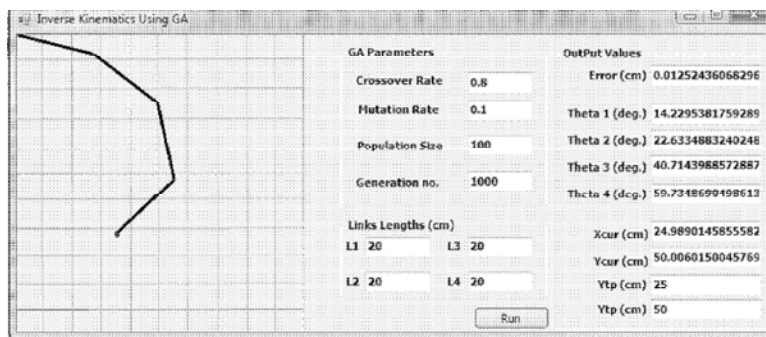 Inverse Kinematics Using GA
GA Parameters
Crossover Rate 0.8
Mutation Rate 0.1
Population Size 100
Generation no. 1000
Links Lengths (cm)
L1 20 L3 20
L2 20 L4 20
Run
OutPut Values
Error (cm) 0.01252436068296
Theta 1 (deg.) 14.2295381759289
Theta 2 (deg.) 22.6334883240248
Theta 3 (deg.) 40.7143988572887
Theta 4 (deg.) 59.7348690498613
Xcur (cm) 24.9890145855582
Ycur (cm) 50.0060150045769
Ytp (cm) 25
Ytp (cm) 50